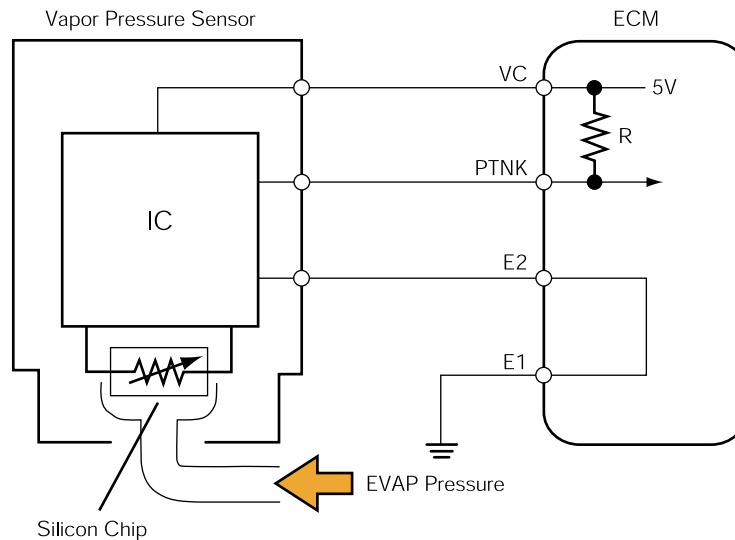 Vapor Pressure Sensor
ECM
VC
5V
R
PTNK
IC
E2
E1
EVAP Pressure
Silicon Chip